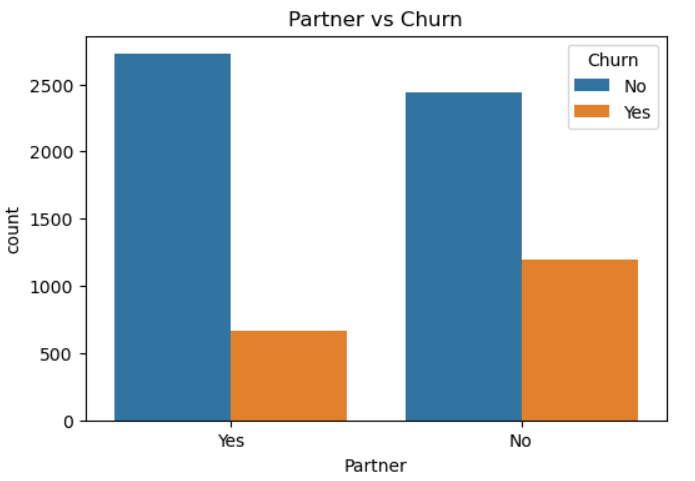 Partner vs Churn
Churn
No
Yes
count
2500
2000
1500
1000
500
0
Yes No
Partner